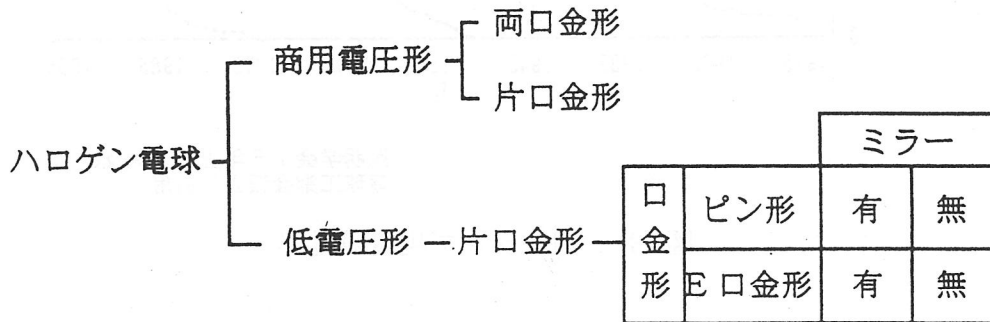 両口金形
商用電圧形
片口金形
ハロゲン電球
ミラー
口金形 ピン形 有 無
低電圧形 片口金形
E口金形 有 無